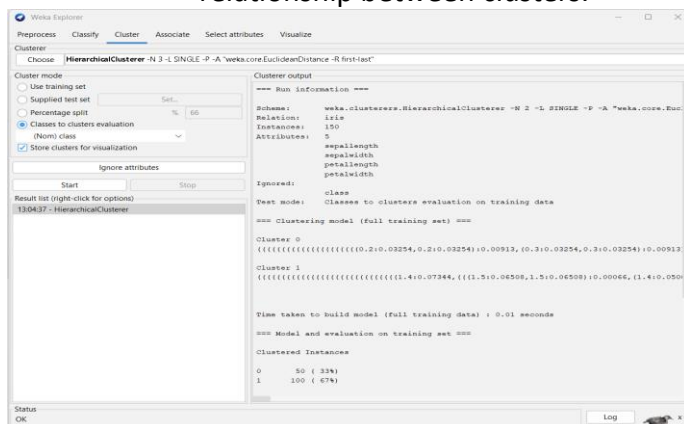 relationship between clusters.
Weka Explorer
Preprocess Classify Cluster Associate Select attributes Visualize
Clusterer
Choose HierarchicalClusterer -N 3 -L SINGLE -P -A "weka.core.EuclideanDistance -R first-last"
Cluster mode
Use training set
Supplied test set Set...
Percentage split % 66
Classes to clusters evaluation
(Nom) class
Store clusters for visualization
Ignore attributes
Start Stop
Result list (right-click for options)
13:04:37 - HierarchicalClusterer
Clusterer output
=== Run information ===
Scheme: weka.clusterers.HierarchicalClusterer -N 2 -L SINGLE -P -A "weka.core.Eucl
Relation: iris
Instances: 150
Attributes: 5
sepallength
sepalwidth
petallength
petalwidth
Ignored:
class
Test mode: Classes to clusters evaluation on training data
=== Clustering model (full training set) ===
Cluster 0
((((((((((((((((((((0.2:0.03254,0.2:0.03254):0.00913,(0.3:0.03254,0.3:0.03254):0.00913)
Cluster 1
((((((((((((((((((((((((((((1.4:0.07344,(((1.5:0.06508,1.5:0.06508):0.00066,(1.4:0.050
Time taken to build model (full training data) : 0.01 seconds
=== Model and evaluation on training set ===
Clustered Instances
0 50 ( 33%)
1 100 ( 67%)
Status
OK
Log
x